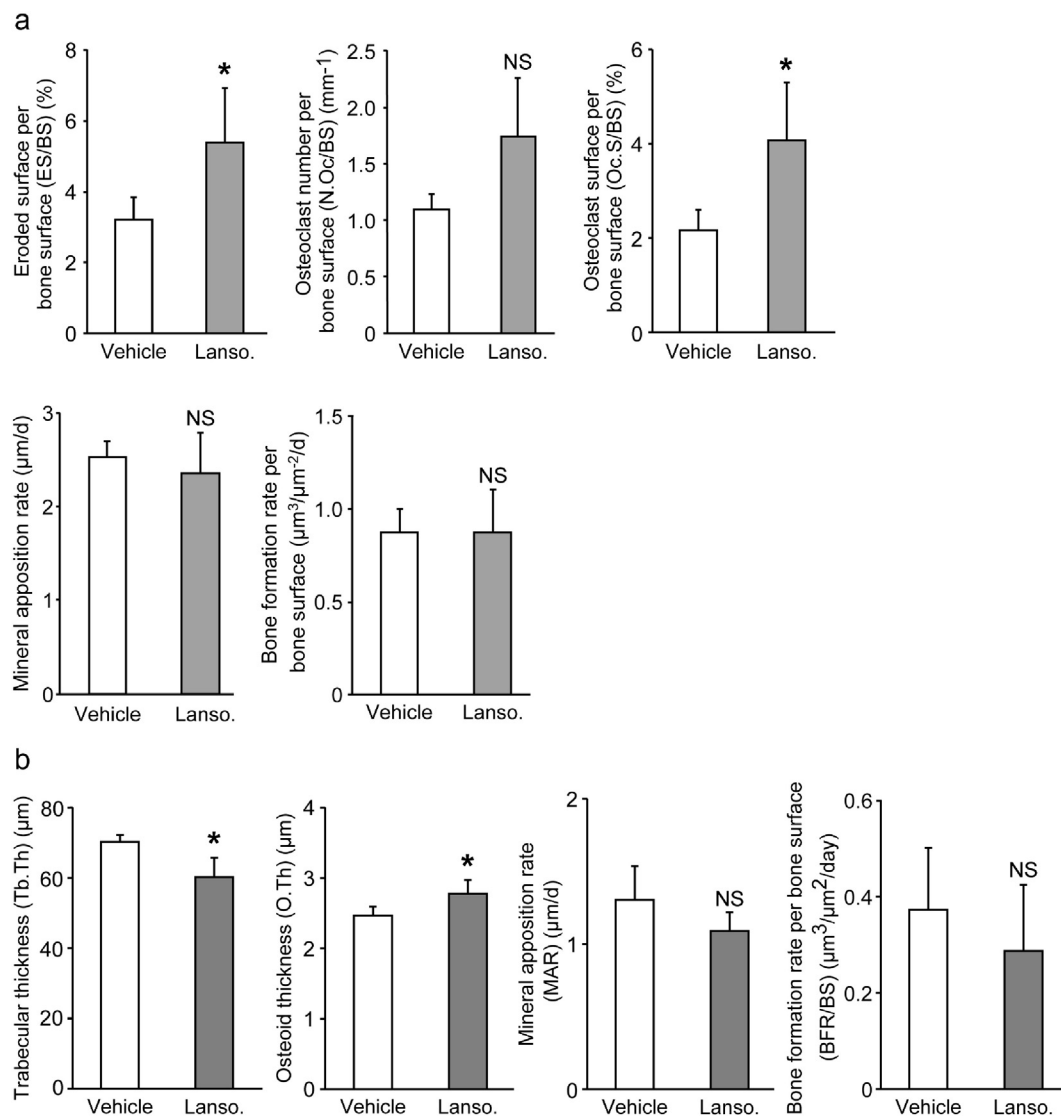 a
Eroded surface per
bone surface (ES/BS) (%)
8
6
4
2
0
*
Vehicle Lanso.
Osteoclast number per
bone surface (N.Oc/BS) (mm-1)
2.5
2.0
1.5
1.0
0.5
0
NS
Vehicle Lanso.
Osteoclast surface per
bone surface (Oc.S/BS) (%)
6
4
2
0
*
Vehicle Lanso.
Mineral apposition rate (µm/d)
3
2
1
0
NS
Vehicle Lanso.
Bone formation rate per
bone surface (µm3/µm-2/d)
1.5
1.0
0.5
0
NS
Vehicle Lanso.
b
Trabecular thickness (Tb.Th) (µm)
80
60
40
20
0
*
Vehicle Lanso.
Osteoid thickness (O.Th) (µm)
4
3
2
1
0
*
Vehicle Lanso.
Mineral apposition rate
(MAR) (µm/d)
2
1
0
NS
Vehicle Lanso.
Bone formation rate per bone surface
(BFR/BS) (µm3/µm2/day)
0.6
0.4
0.2
0
NS
Vehicle Lanso.